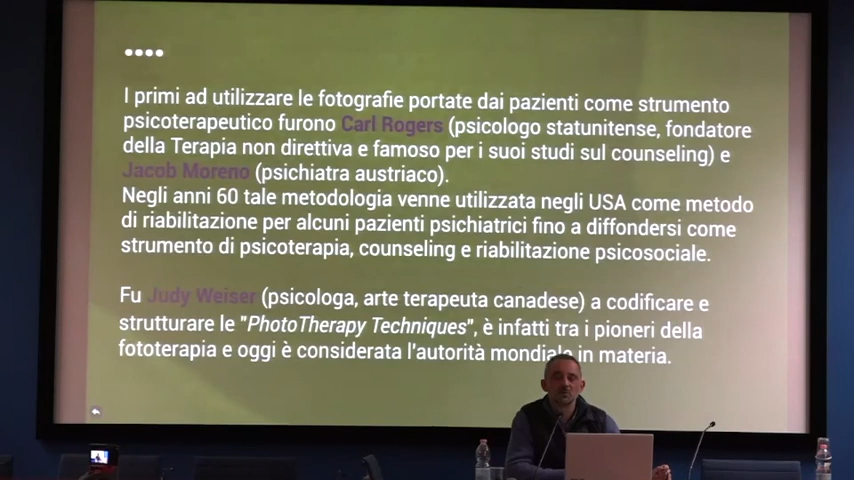 I primi ad utilizzare le fotografie portate dai pazienti come strumento
psicoterapeutico furono Carl Rogers (psicologo statunitense, fondatore
della Terapia non direttiva e famoso per i suoi studi sul counseling) e
Jacob Moreno (psichiatra austriaco).
Negli anni 60 tale metodologia venne utilizzata negli USA come metodo
di riabilitazione per alcuni pazienti psichiatrici fino a diffondersi come
strumento di psicoterapia, counseling e riabilitazione psicosociale.
Fu Judy Weiser (psicologa, arte terapeuta canadese) a codificare e
strutturare le "PhotoTherapy Techniques", è infatti tra i pioneri della
fototerapia e oggi è considerata l'autorità mondiale in materia.